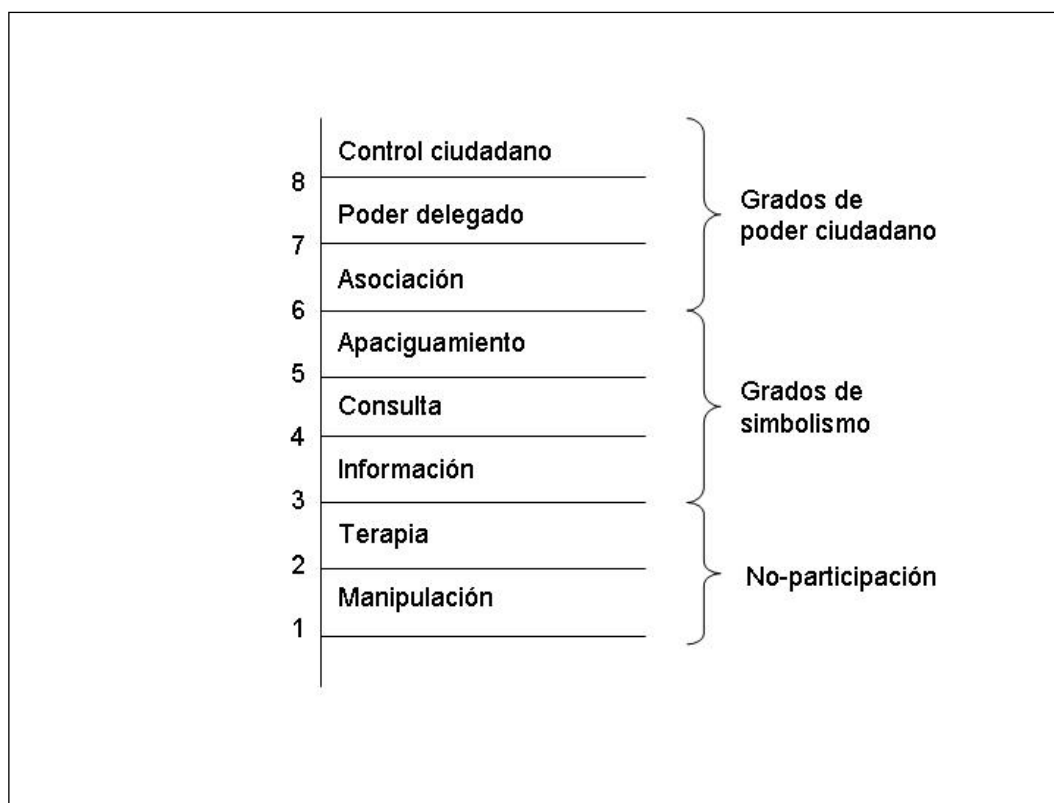 Control ciudadano
8
Poder delegado
7
Asociación
6
Apaciguamiento
5
Consulta
4
Información
3
Terapia
2
Manipulación
1
Grados de
poder ciudadano
Grados de
simbolismo
No-participación